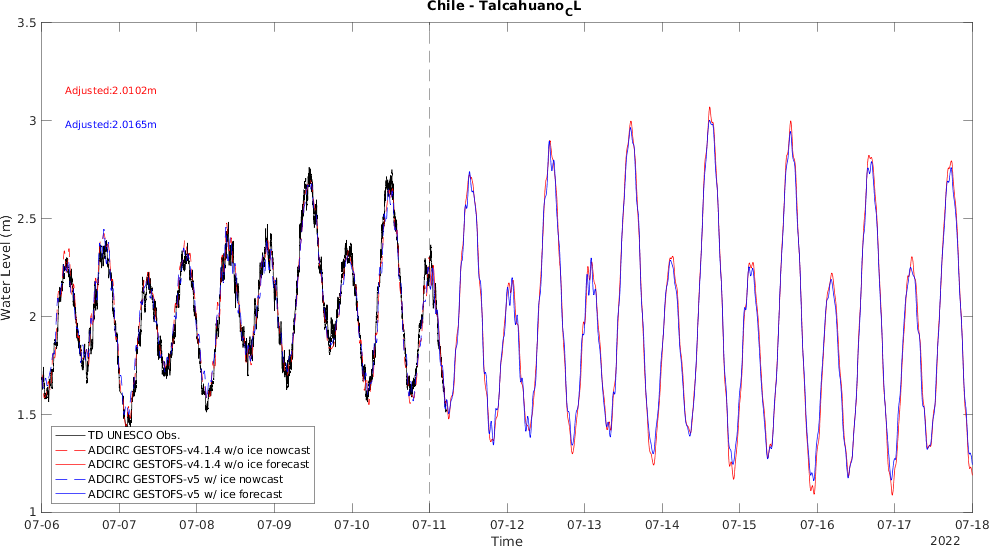 Chile - Talcahuano_CL
3.5
Adjusted:2.0102m
3
Adjusted:2.0165m
2.5
Water Level (m)
2
1.5
TD UNESCO Obs.
ADCIRC GESTOFS-v4.1.4 w/o ice nowcast
ADCIRC GESTOFS-v4.1.4 w/o ice forecast
ADCIRC GESTOFS-v5 w/ ice nowcast
ADCIRC GESTOFS-v5 w/ ice forecast
1
07-06 07-07 07-08 07-09 07-10 07-11 07-12 07-13 07-14 07-15 07-16 07-17 07-18
Time
2022